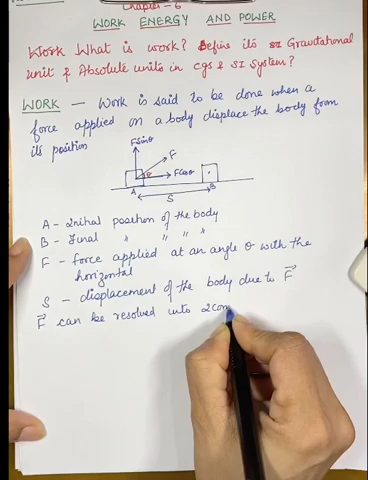 Chapter - 6
WORK ENERGY AND POWER
Work What is work? Define its SI Gravitational
unit & Absolute units in cgs & SI System?
WORK - Work is said to be done when a
force applied on a body displace the body from
its position
Fsinθ
F
θ
Fcosθ
A
B
S
A - Initial position of the body
B - Final " " " "
F - force applied at an angle θ with the
horizontal
S - displacement of the body due to F⃗
F⃗ can be resolved into 2 com